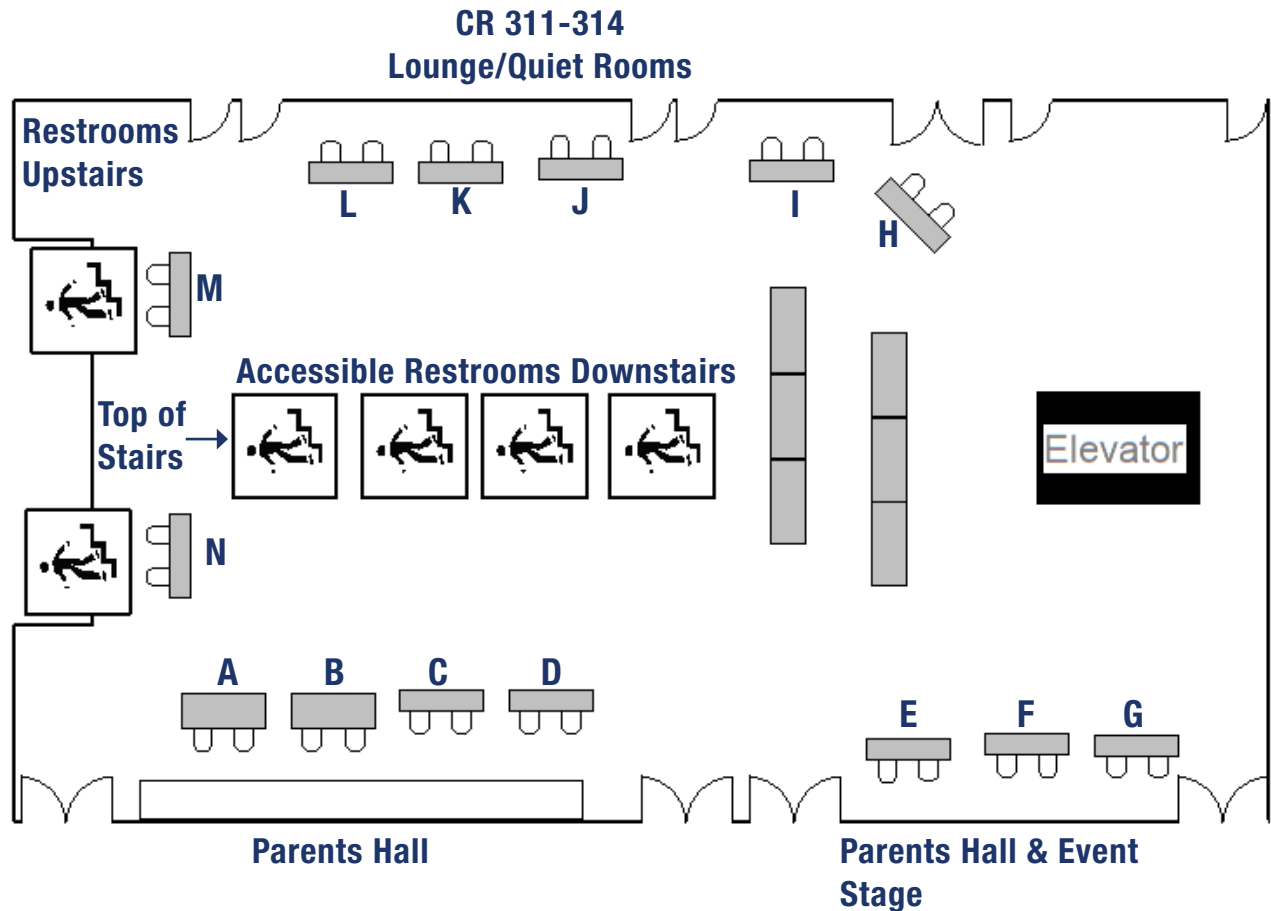 CR 311-314
Lounge/Quiet Rooms
Restrooms
Upstairs
L
K
J
I
H
M
Accessible Restrooms Downstairs
Top of
Stairs
Elevator
N
A
B
C
D
E
F
G
Parents Hall
Parents Hall & Event
Stage